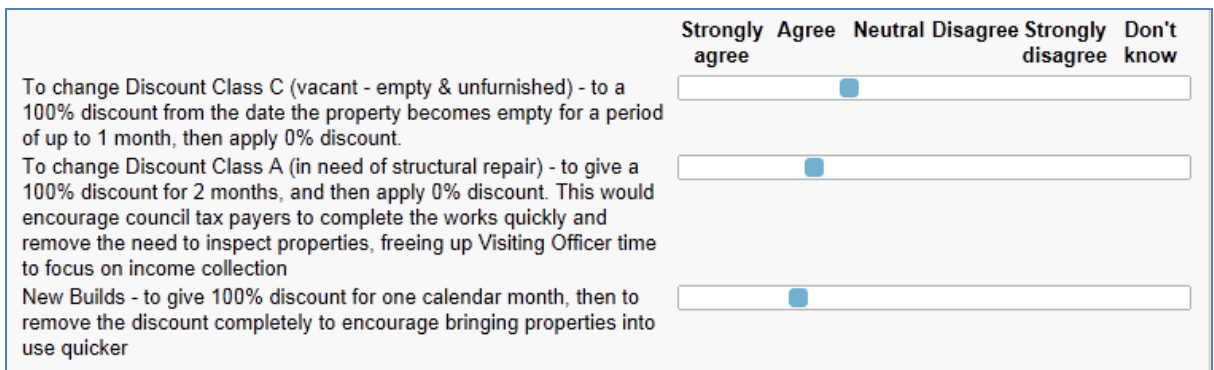 Strongly agree Agree Neutral Disagree Strongly disagree Don't know
To change Discount Class C (vacant - empty & unfurnished) - to a
100% discount from the date the property becomes empty for a period
of up to 1 month, then apply 0% discount.
To change Discount Class A (in need of structural repair) - to give a
100% discount for 2 months, and then apply 0% discount. This would
encourage council tax payers to complete the works quickly and
remove the need to inspect properties, freeing up Visiting Officer time
to focus on income collection
New Builds - to give 100% discount for one calendar month, then to
remove the discount completely to encourage bringing properties into
use quicker